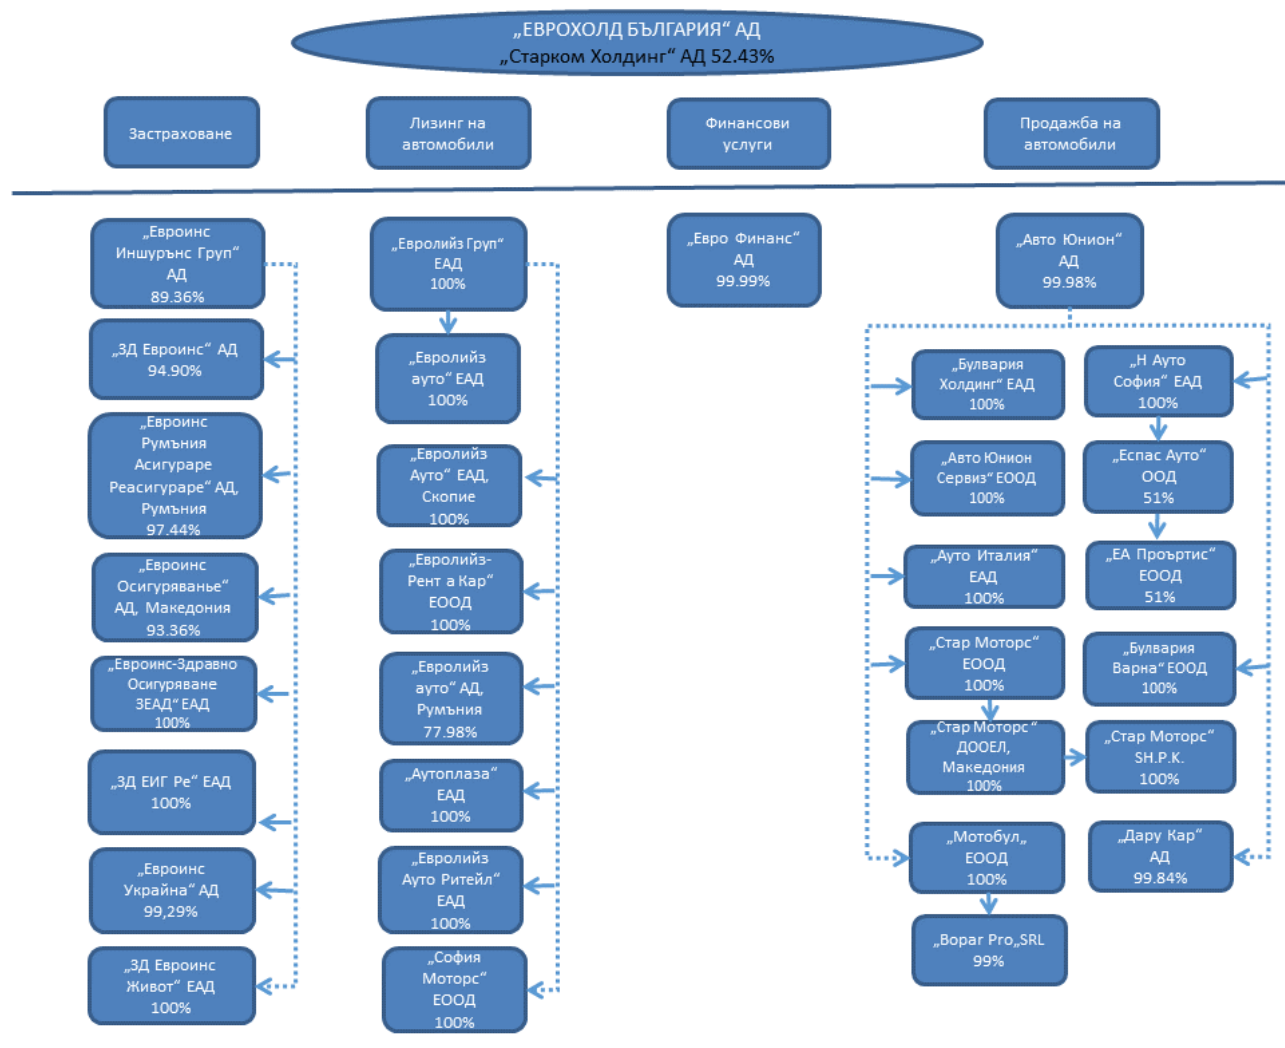 „ЕВРОХОЛД БЪЛГАРИЯ“ АД
„Старком Холдинг“ АД 52.43%
Застраховане
Лизинг на
автомобили
Финансови
услуги
Продажба на
автомобили
„Евроинс
Иншурънс Груп“
АД
89.36%
„ЗД Евроинс“ АД
94.90%
„Евроинс
Румъния
Асигураре
Реасигураре“ АД,
Румъния
97.44%
„Евроинс
Осигуряванье“
АД, Македония
93.36%
„Евроинс-Здравно
Осигуряване
ЗЕАД“ ЕАД
100%
„ЗД ЕИГ Ре“ ЕАД
100%
„Евроинс
Украйна“ АД
99,29%
„ЗД Евроинс
Живот“ ЕАД
100%
„Евролийз Груп“
ЕАД
100%
„Евролийз
ауто“ ЕАД
100%
„Евролийз
Ауто“ ЕАД,
Скопие
100%
„Евролийз-
Рент а Кар“
ЕООД
100%
„Евролийз
ауто“ АД,
Румъния
77.98%
„Аутоплаза“
ЕАД
100%
„Евролийз
Ауто Ритейл“
ЕАД
100%
„София
Моторс“
ЕООД
100%
„Евро Финанс“
АД
99.99%
„Авто Юнион“
АД
99.98%
„Булвария
Холдинг“ ЕАД
100%
„Авто Юнион
Сервиз“ ЕООД
100%
„Ауто Италия“
ЕАД
100%
„Стар Моторс“
ЕООД
100%
„Стар Моторс“
ДООЕЛ,
Македония
100%
„Мотобул„
ЕООД
100%
„Bopar Pro„SRL
99%
„Н Ауто
София“ ЕАД
100%
„Еспас Ауто“
ООД
51%
„ЕА Проъртис“
ЕООД
51%
„Булвария
Варна“ ЕООД
100%
„Стар Моторс“
SH.P.K.
100%
„Дару Кар“
АД
99.84%